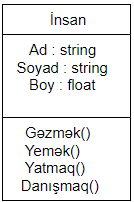 İnsan
Ad : string
Soyad : string
Boy : float
Gəzmək()
Yemək()
Yatmaq()
Danışmaq()